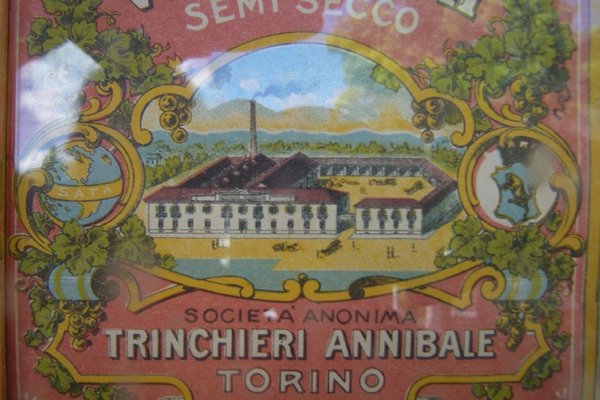 SEMI SECCO
SATA
SOCIETÀ ANONIMA
TRINCHIERI ANNIBALE
TORINO